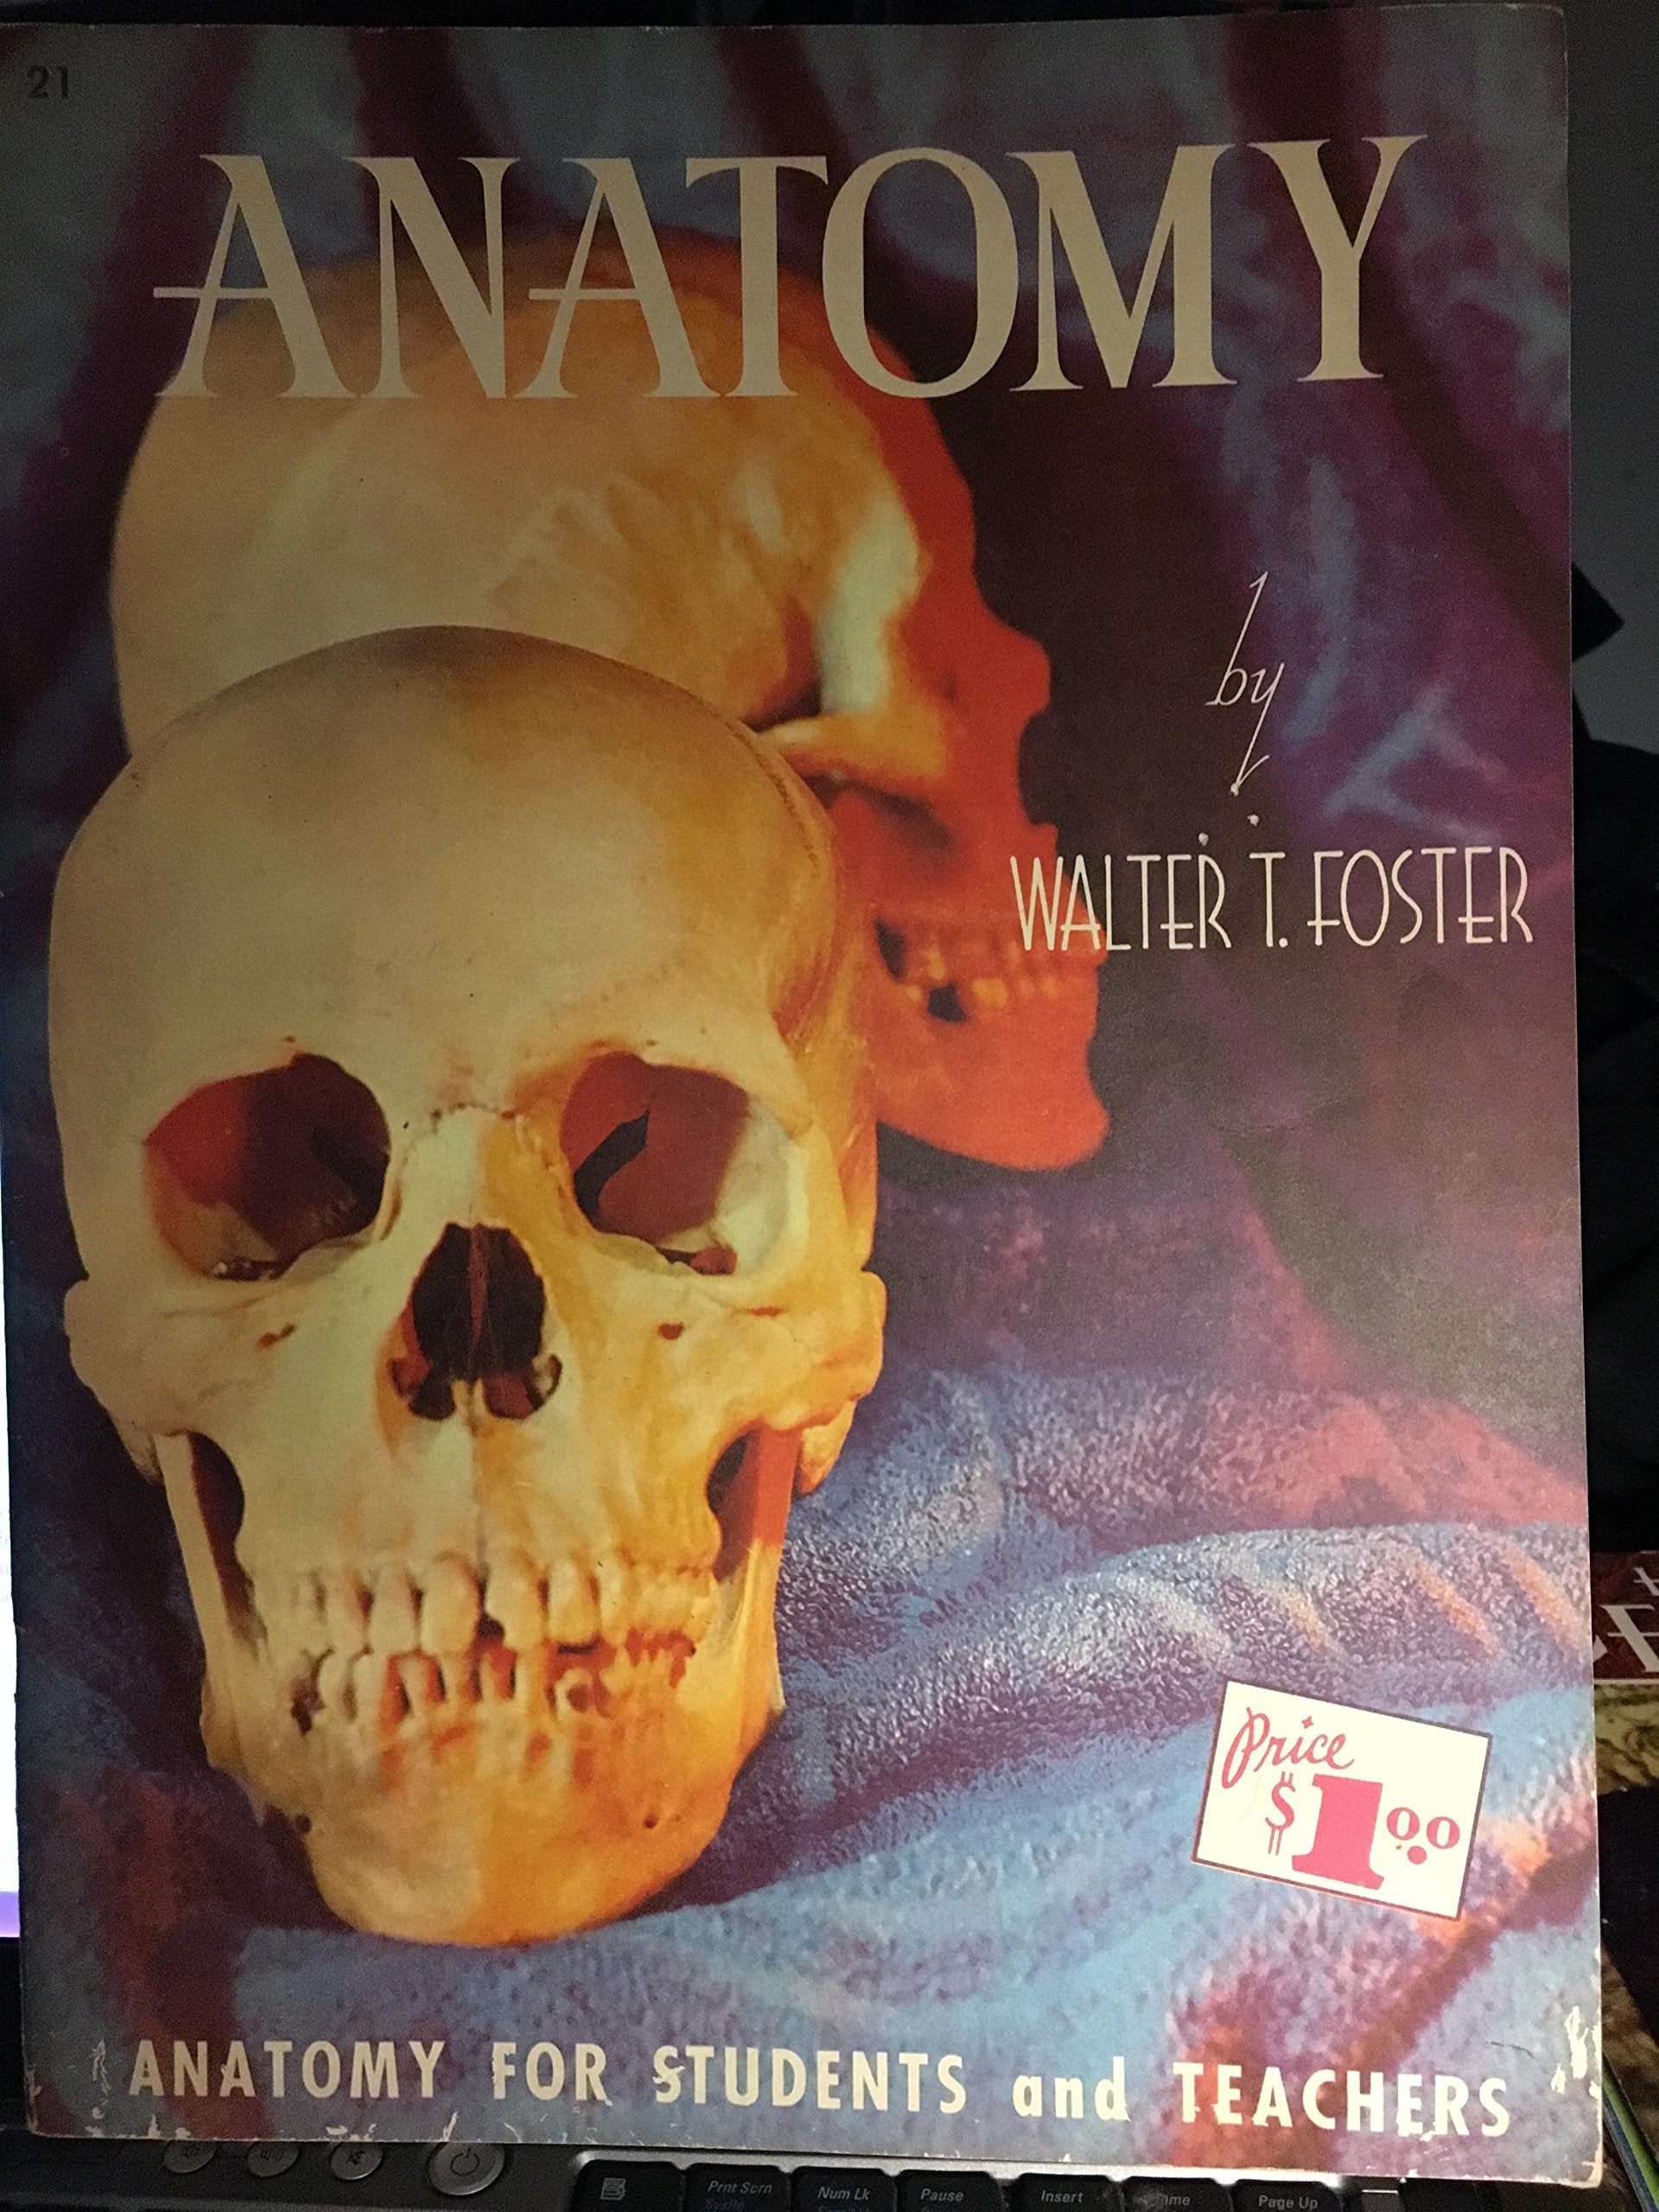 21
ANATOMY
by
WALTER T. FOSTER
Price
$1.00
ANATOMY FOR STUDENTS and TEACHERS
Prnt Scrn
SysRq
Num Lk
Pause
Insert
Page Up